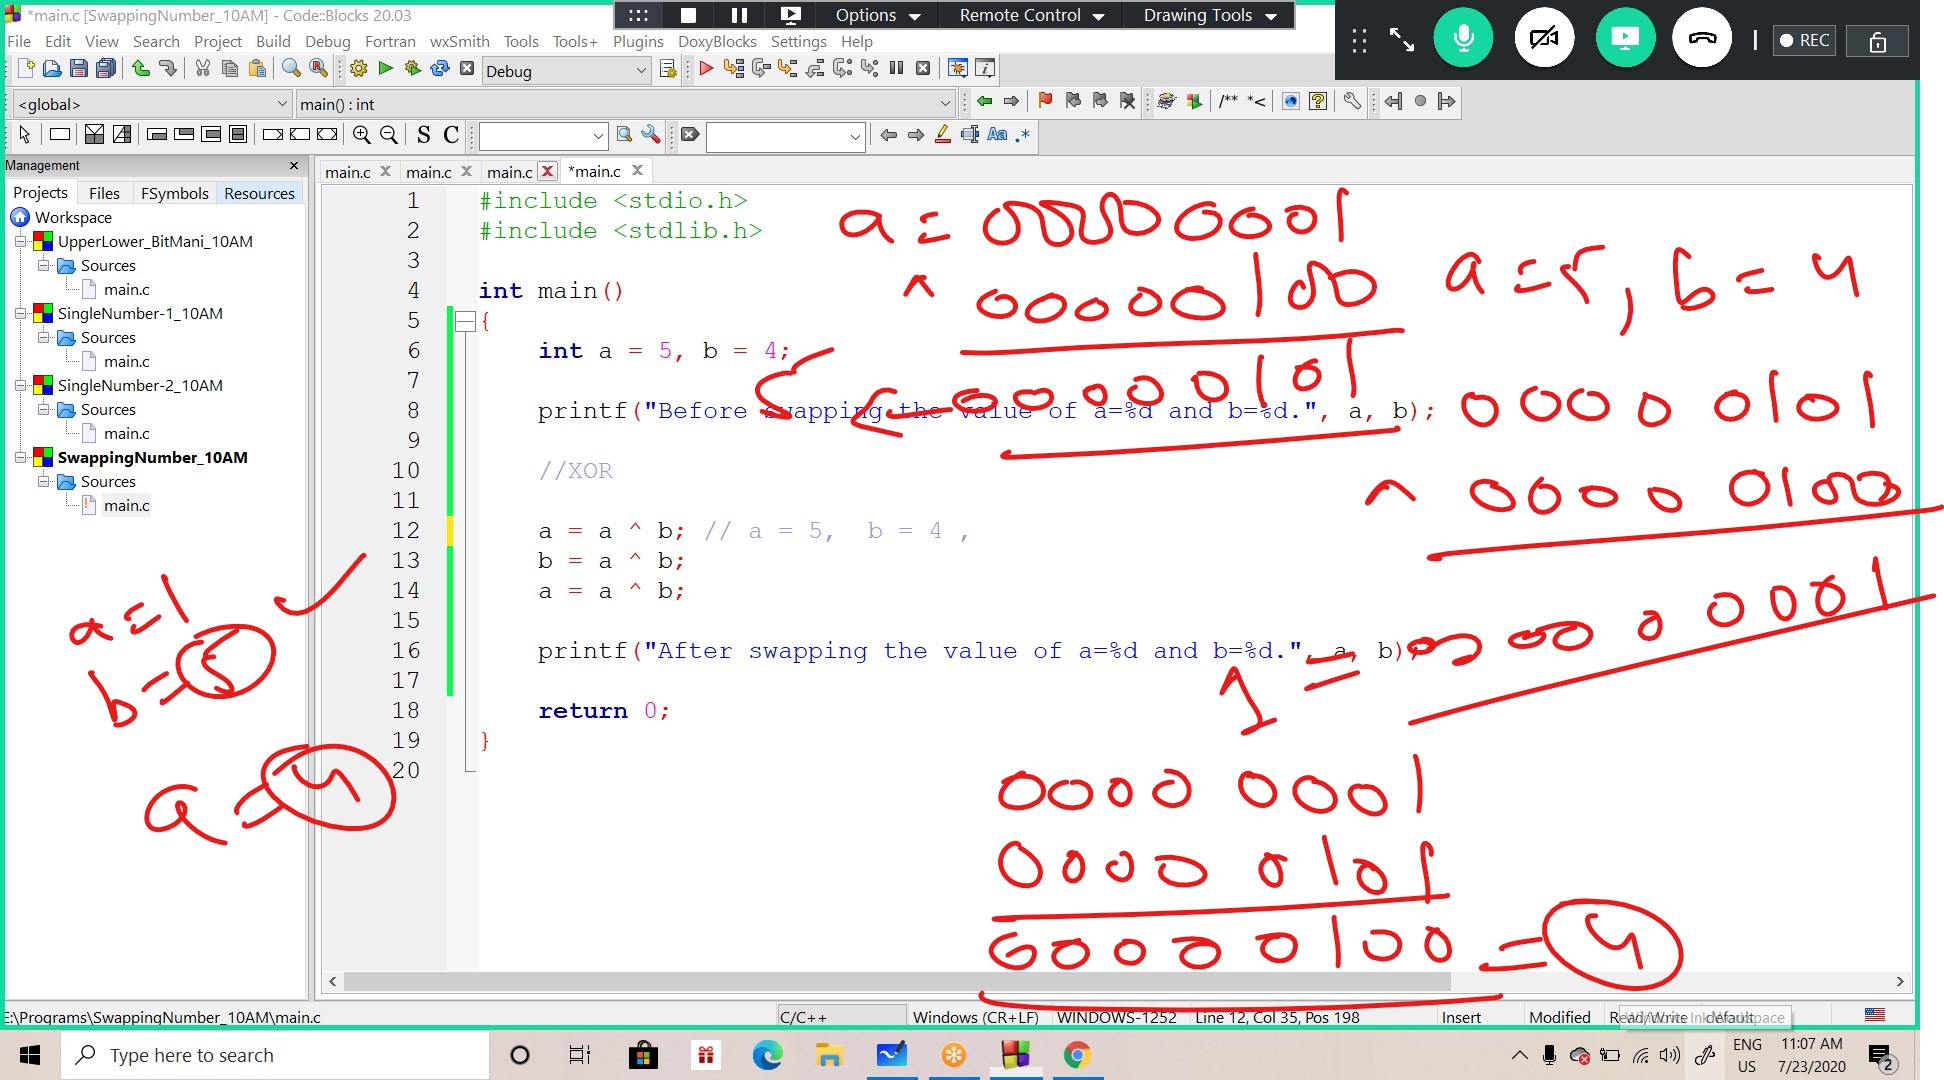 *main.c [SwappingNumber_10AM] - Code::Blocks 20.03
Options
Remote Control
Drawing Tools
REC
File Edit View Search Project Build Debug Fortran wxSmith Tools Tools+ Plugins DoxyBlocks Settings Help
Debug
<global>
main() : int
/** *<
S C
Aa .*
Management
Projects Files FSymbols Resources
Workspace
UpperLower_BitMani_10AM
Sources
main.c
SingleNumber-1_10AM
Sources
main.c
SingleNumber-2_10AM
Sources
main.c
SwappingNumber_10AM
Sources
main.c
main.c main.c main.c *main.c
1 #include <stdio.h>
2 #include <stdlib.h>
3
4 int main()
5 {
6 int a = 5, b = 4;
7
8 printf("Before swapping the value of a=%d and b=%d.", a, b);
9
10 //XOR
11
12 a = a ^ b; // a = 5,  b = 4 ,
13 b = a ^ b;
14 a = a ^ b;
15
16 printf("After swapping the value of a=%d and b=%d.", a, b);
17
18 return 0;
19 }
20
a = 00000001
^ 00000100
00000101
a = 5, b = 4
0000 0101
^ 0000 0100
1 = 00000001
0000 0001
0000 0101
00000100 = 4
a=1
b=5
a=4
E:\Programs\SwappingNumber_10AM\main.c
C/C++
Windows (CR+LF)
WINDOWS-1252
Line 12, Col 35, Pos 198
Insert
Modified
Read/Write
default
Type here to search
ENG
US
11:07 AM
7/23/2020
2